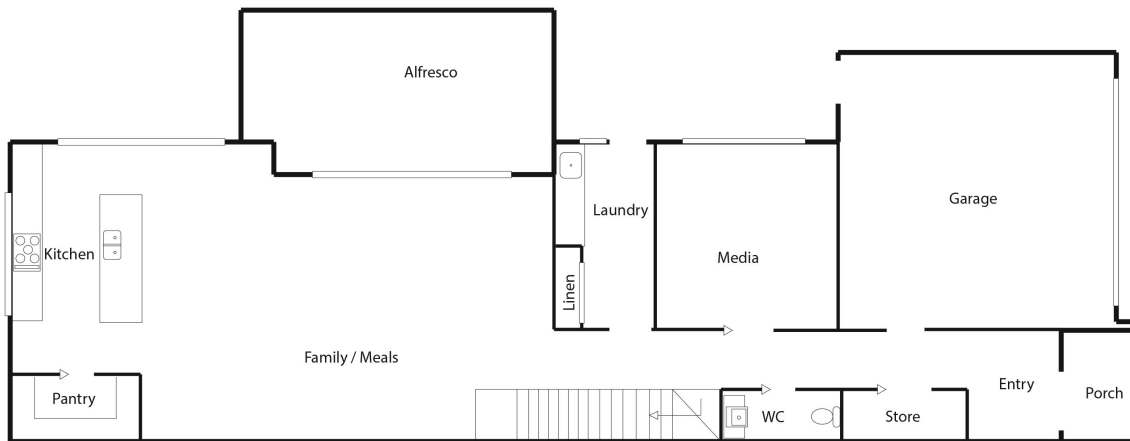 Alfresco
Garage
Laundry
Kitchen
Media
Linen
Family / Meals
Entry
Porch
Pantry
WC
Store